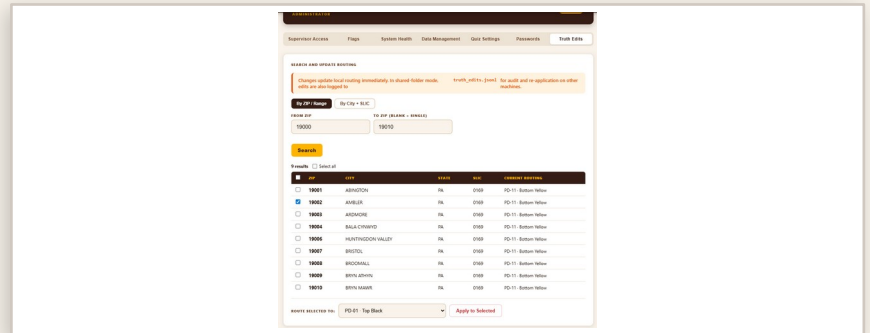 ADMINISTRATOR
Supervisor Access Flags System Health Data Management Quiz Settings Passwords Truth Edits
SEARCH AND UPDATE ROUTING
Changes update local routing immediately. In shared-folder mode, edits are also logged to truth_edits.jsonl for audit and re-application on other machines.
By ZIP / Range By City + SLIC
FROM ZIP TO ZIP (BLANK = SINGLE)
19000 19010
Search
9 results Select all
ZIP CITY STATE SLIC CURRENT ROUTING
19001 ABINGTON PA 0169 PD-11 · Bottom Yellow
19002 AMBLER PA 0169 PD-11 · Bottom Yellow
19003 ARDMORE PA 0169 PD-11 · Bottom Yellow
19004 BALA CYNWYD PA 0169 PD-11 · Bottom Yellow
19006 HUNTINGDON VALLEY PA 0169 PD-11 · Bottom Yellow
19007 BRISTOL PA 0169 PD-11 · Bottom Yellow
19008 BROOMALL PA 0169 PD-11 · Bottom Yellow
19009 BRYN ATHYN PA 0169 PD-11 · Bottom Yellow
19010 BRYN MAWR PA 0169 PD-11 · Bottom Yellow
ROUTE SELECTED TO: PD-01 · Top Black Apply to Selected